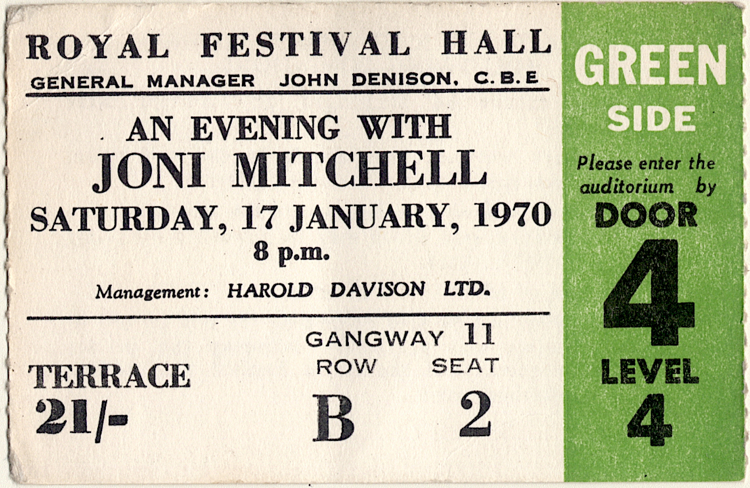 ROYAL FESTIVAL HALL
GENERAL MANAGER JOHN DENISON, C.B.E
AN EVENING WITH
JONI MITCHELL
SATURDAY, 17 JANUARY, 1970
8 p.m.
Management: HAROLD DAVISON LTD.
GANGWAY 11
ROW SEAT
TERRACE
21/- B 2
GREEN
SIDE
Please enter the
auditorium by
DOOR
4
LEVEL
4